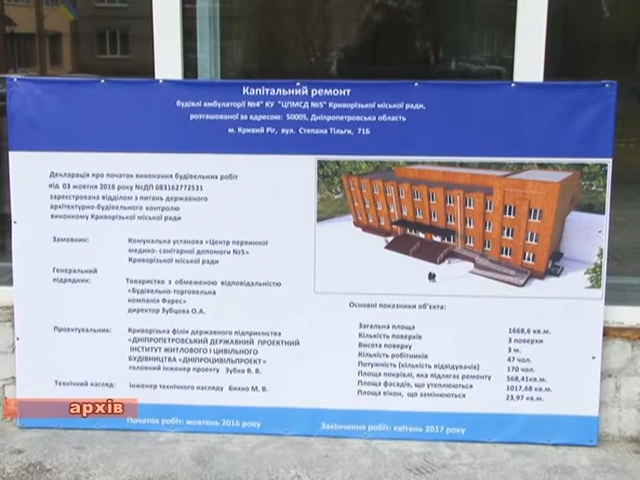 Капітальний ремонт
будівлі амбулаторії №4" КУ "ЦПМСД №5" Криворізької міської ради,
розташованої за адресою: 50005, Дніпропетровська область
м. Кривий Ріг, вул. Степана Тільги, 71Б
Декларація про початок виконання будівельних робіт
від 03 жовтня 2016 року №ДП 083162772531
зареєстрована відділом з питань державного
архітектурно-будівельного контролю
виконкому Криворізької міської ради
Замовник: Комунальна установа «Центр первинної
медико- санітарної допомоги №5»
Криворізької міської ради
Генеральний
підрядник: Товариство з обмеженою відповідальністю
«Будівельно-торговельна
компанія Фарес»
директор Зубцова О.А.
Проектувальник: Криворізька філія державного підприємства
«ДНІПРОПЕТРОВСЬКИЙ ДЕРЖАВНИЙ ПРОЕКТНИЙ
ІНСТИТУТ ЖИТЛОВОГО І ЦИВІЛЬНОГО
БУДІВНИЦТВА «ДНІПРОЦИВІЛЬПРОЕКТ»
головний інженер проекту Зубко В. В.
Технічний нагляд: інженер технічного нагляду Бихно М. В.
Основні показники об'єкта:
Загальна площа 1668,6 кв.м.
Кількість поверхів 3 поверхи
Висота поверху 3 м.
Кількість робітників 47 чол.
Потужність (кількість відвідувачів) 170 чол.
Площа покрівлі, яка підлягає ремонту 568,41кв.м.
Площа фасадів, що утеплюються 1017,68 кв.м.
Площа вікон, що замінюються 23,97 кв.м.
архів
Початок робіт: жовтень 2016 року
Закінчення робіт: квітень 2017 року